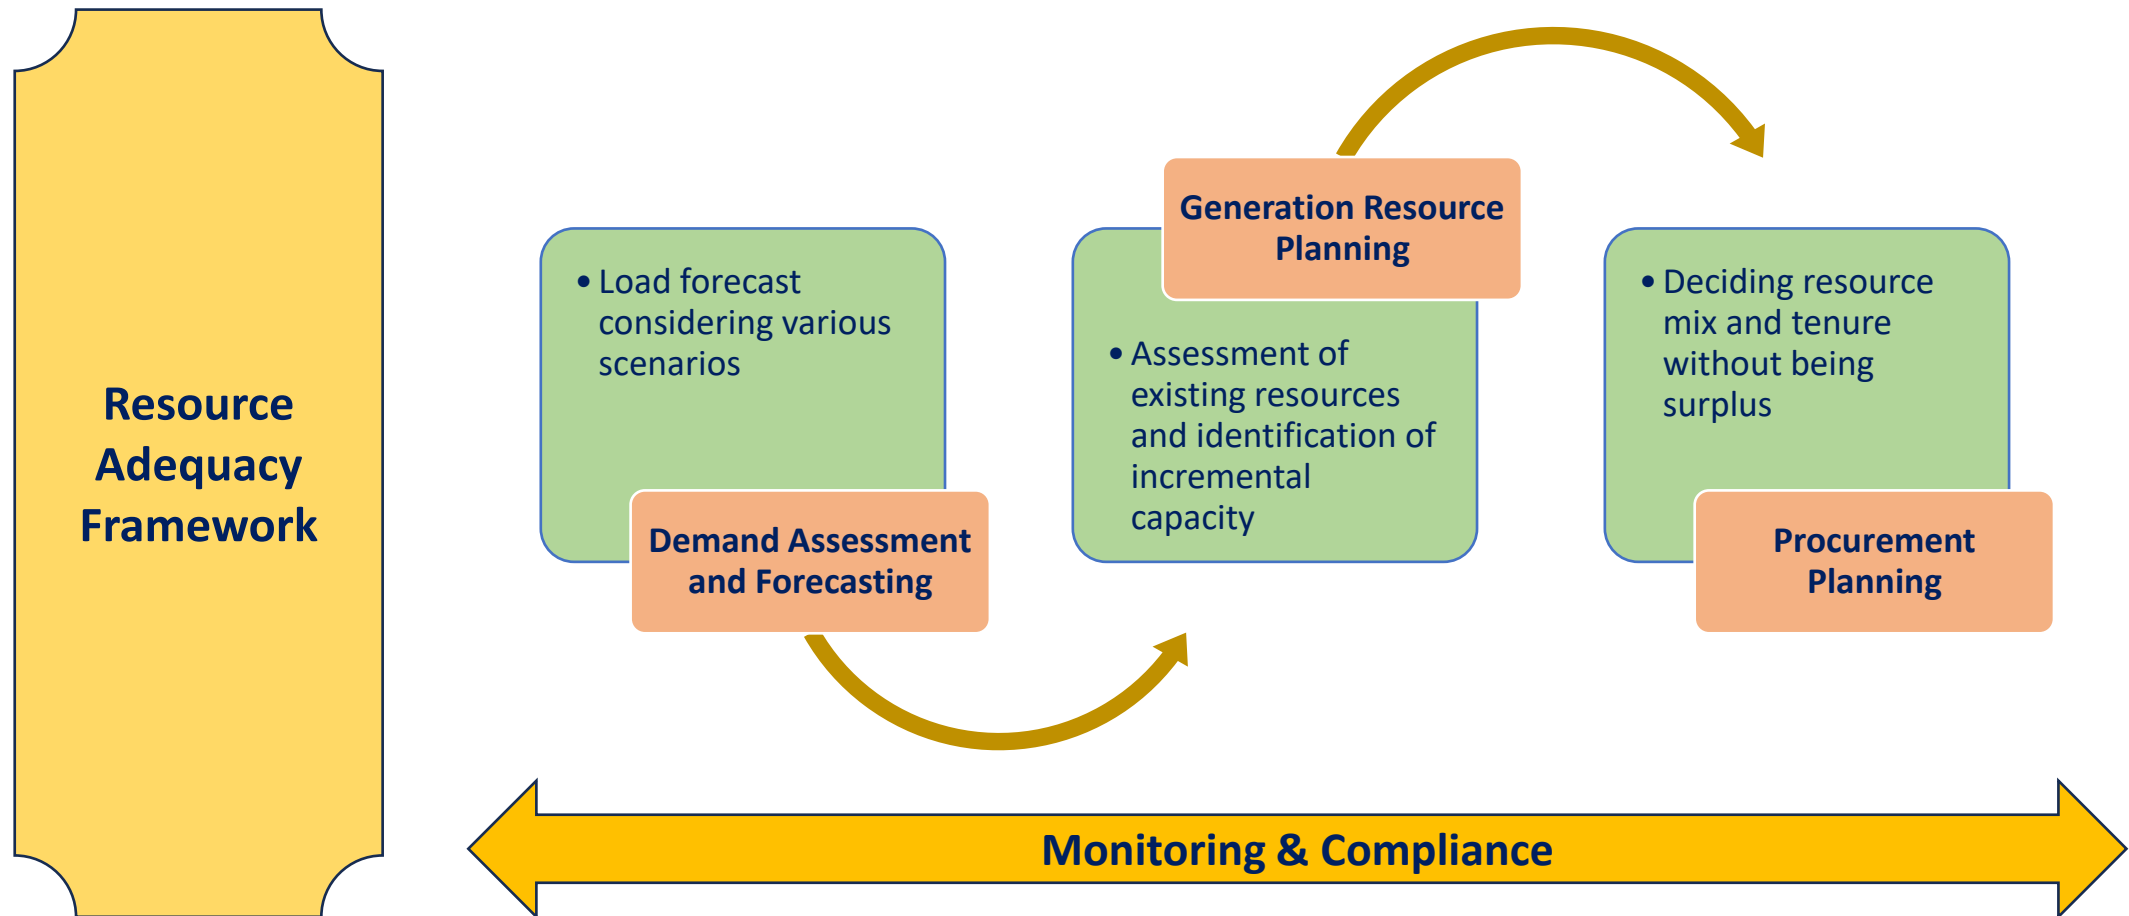 Resource
Adequacy
Framework
• Load forecast
considering various
scenarios
Demand Assessment
and Forecasting
Generation Resource
Planning
• Assessment of
existing resources
and identification of
incremental
capacity
• Deciding resource
mix and tenure
without being
surplus
Procurement
Planning
Monitoring & Compliance